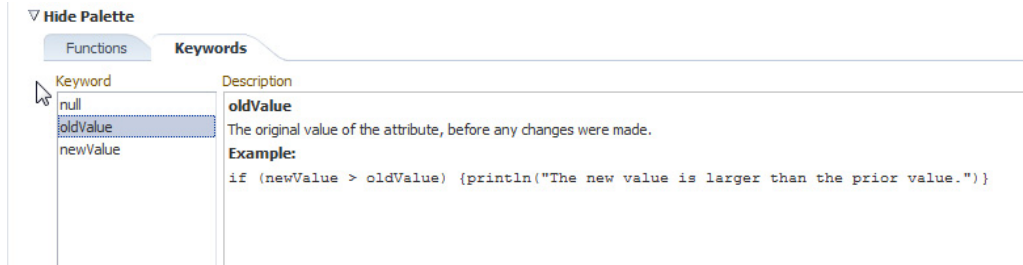 Hide Palette
Functions Keywords
Keyword Description
null oldValue
oldValue The original value of the attribute, before any changes were made.
newValue Example:
if (newValue > oldValue) {println("The new value is larger than the prior value.")}